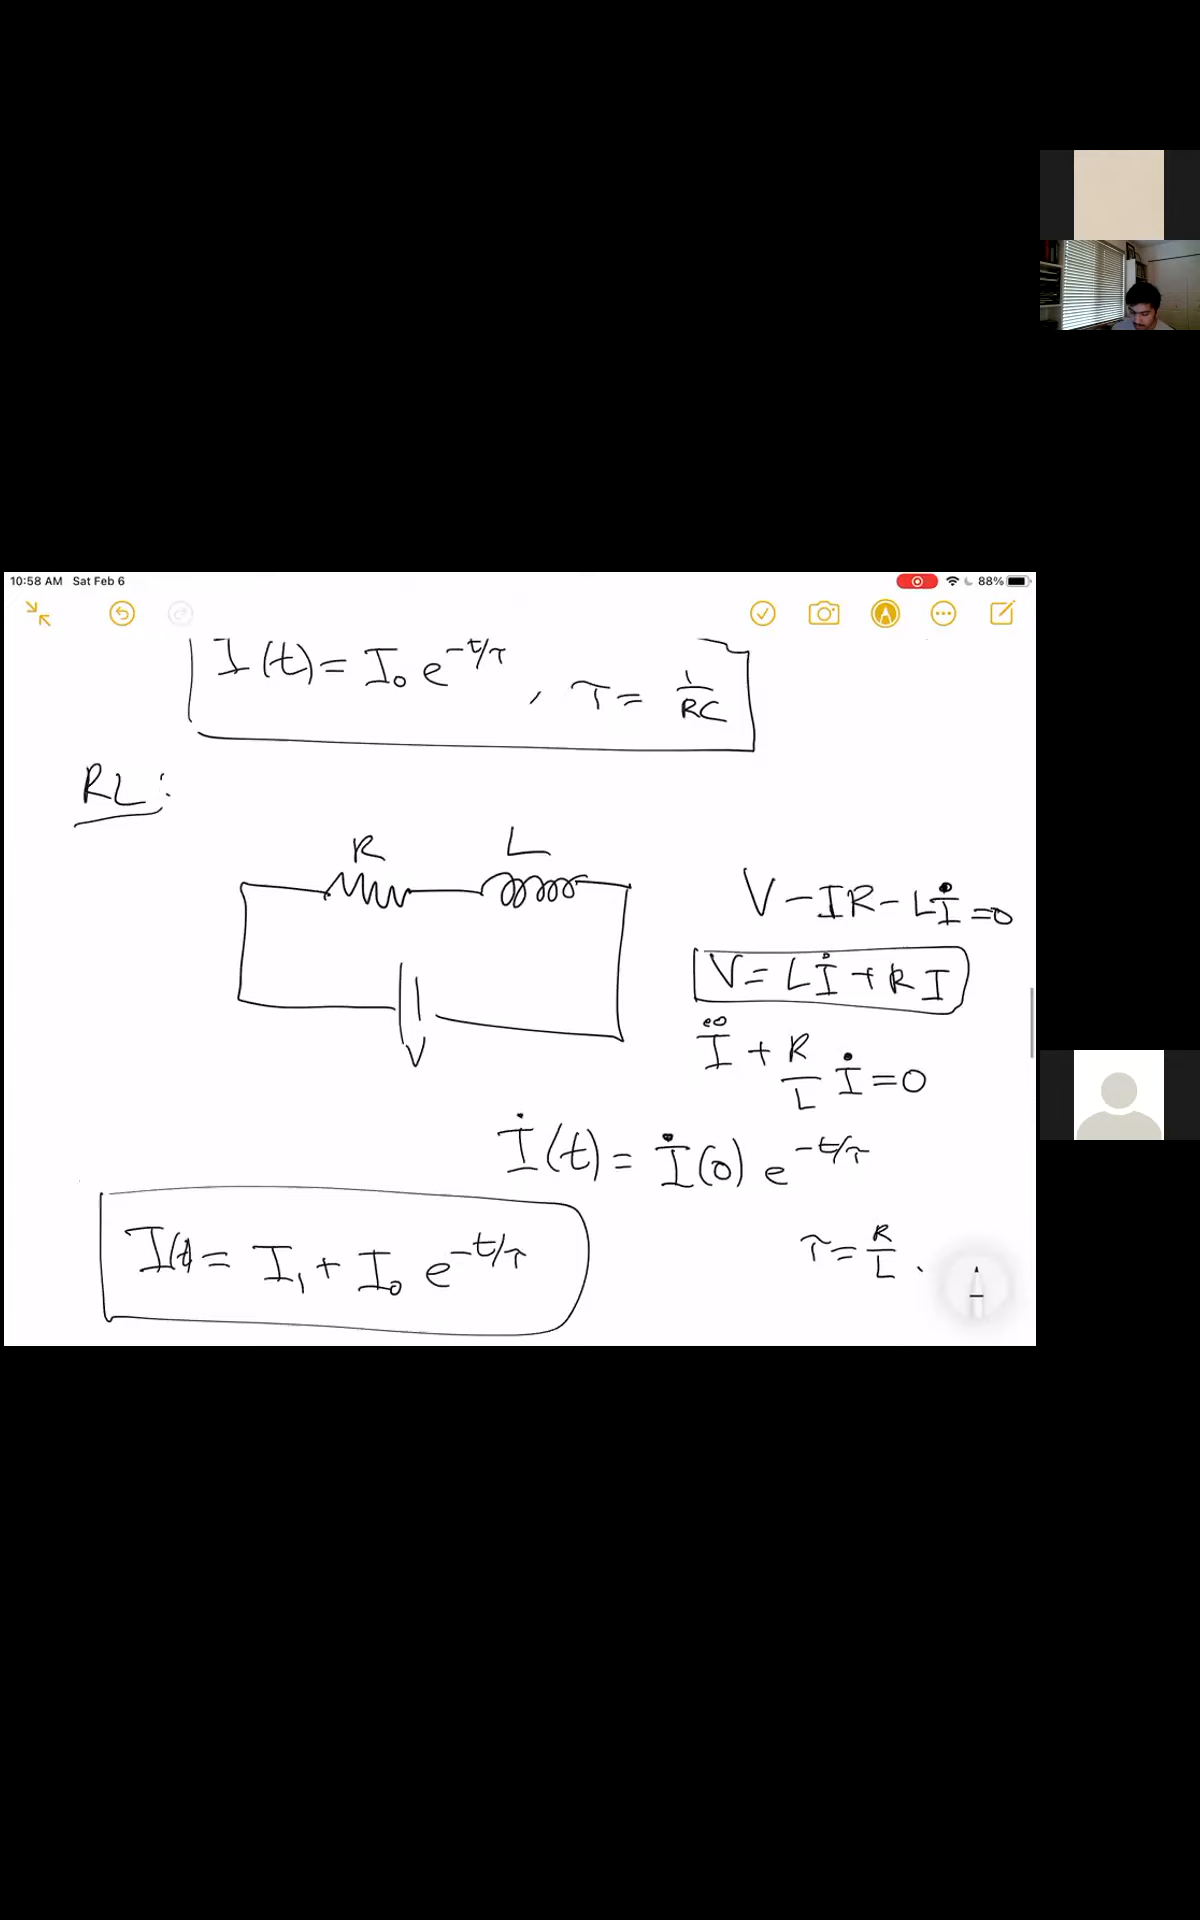 10:58 AM Sat Feb 6 88%
I(t) = I₀ e^{-t/τ} , τ = 1/RC
RL:
R L
V - IR - Lİ = 0
V = Lİ + RI
Ï + R/L İ = 0
V
İ(t) = İ(0) e^{-t/τ}
I(t) = I₁ + I₀ e^{-t/τ}
τ = R/L .